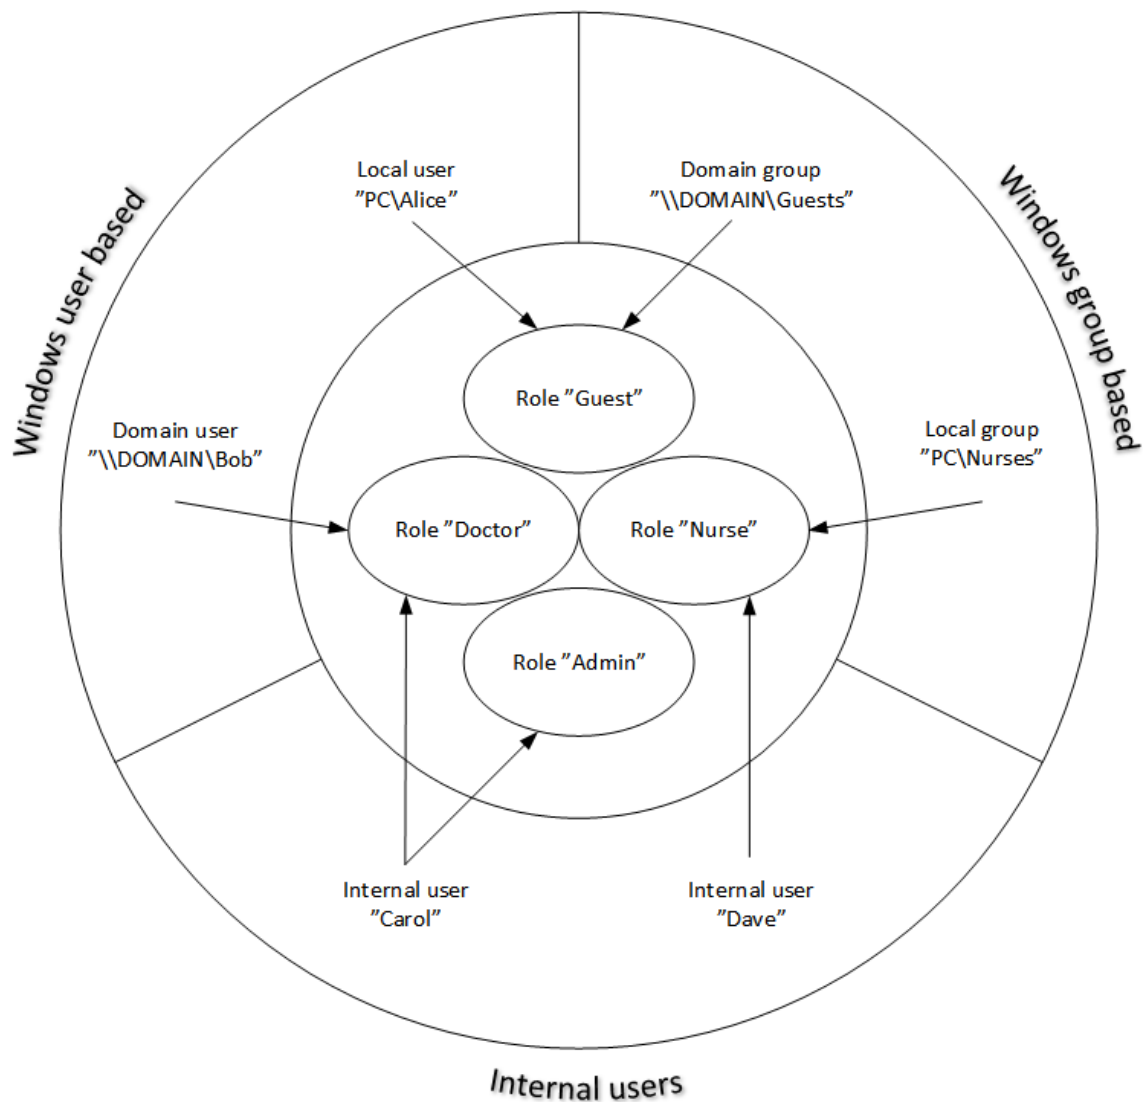 Local user
”PC\Alice”
Domain group
”\\DOMAIN\Guests”
Windows user based
Windows group based
Role ”Guest”
Domain user
”\\DOMAIN\Bob”
Local group
”PC\Nurses”
Role ”Doctor”
Role ”Nurse”
Role ”Admin”
Internal user
”Carol”
Internal user
”Dave”
Internal users